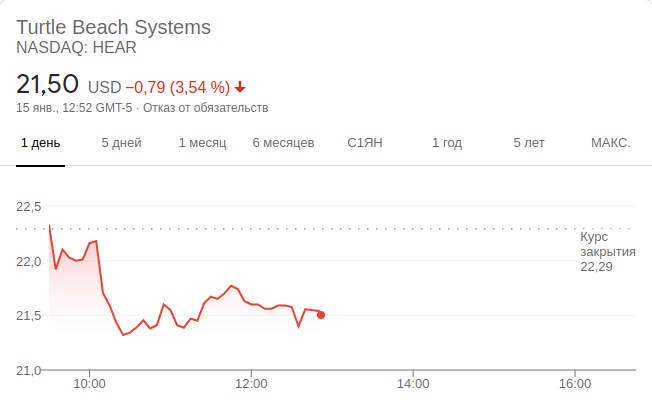 Turtle Beach Systems
NASDAQ: HEAR
21,50 USD −0,79 (3,54 %)
15 янв., 12:52 GMT-5 · Отказ от обязательств
1 день 5 дней 1 месяц 6 месяцев С1ЯН 1 год 5 лет МАКС.
22,5
Курс
закрытия
22,29
22,0
21,5
21,0
10:00 12:00 14:00 16:00